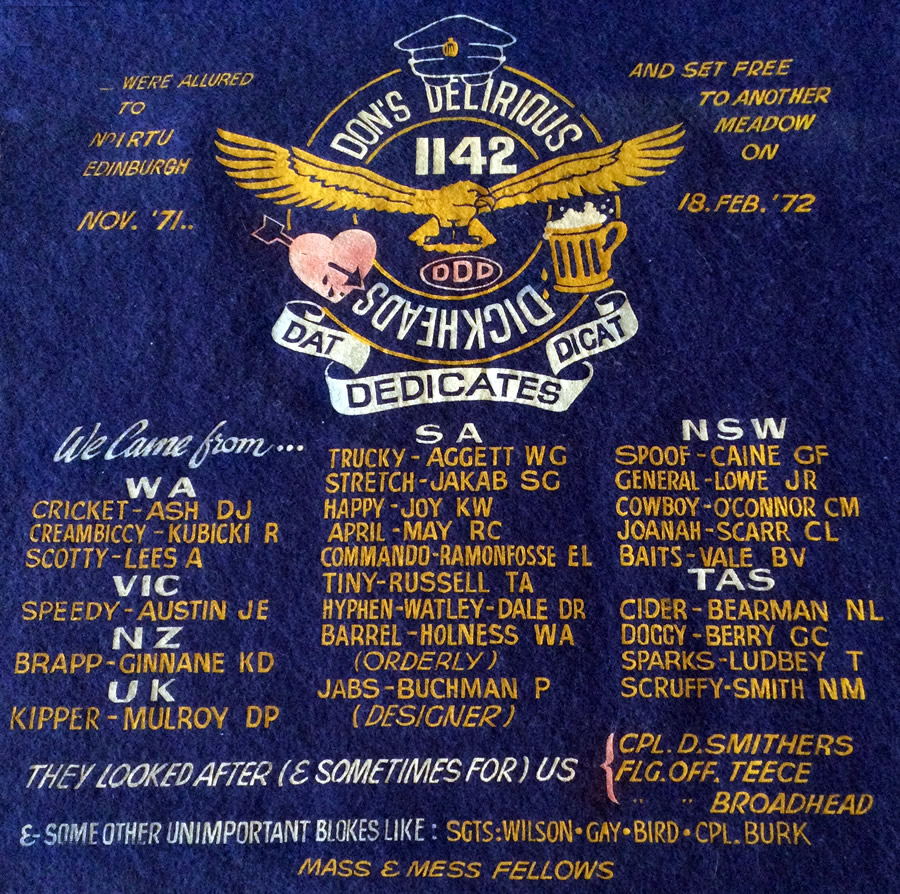 ... WERE ALLURED
TO
NO 1 RTU
EDINBURGH
NOV. '71..
DON'S DELIRIOUS
1142
ODD
DICKHEADS
DAT
DEDICATES
DICAT
AND SET FREE
TO ANOTHER
MEADOW
ON
18. FEB. '72
We Came from...
WA
CRICKET-ASH DJ
CREAMBICCY-KUBICKI R
SCOTTY-LEES A
VIC
SPEEDY-AUSTIN JE
NZ
BRAPP-GINNANE KD
UK
KIPPER-MULROY DP
SA
TRUCKY-AGGETT WG
STRETCH-JAKAB SG
HAPPY-JOY KW
APRIL-MAY RC
COMMANDO-RAMONFOSSE EL
TINY-RUSSELL TA
HYPHEN-WATLEY-DALE DR
BARREL-HOLNESS WA
(ORDERLY)
JABS-BUCHMAN P
(DESIGNER)
NSW
SPOOF-CAINE GF
GENERAL-LOWE JR
COWBOY-O'CONNOR CM
JOANAH-SCARR CL
BAITS-VALE BV
TAS
CIDER-BEARMAN NL
DOGGY-BERRY GC
SPARKS-LUDBEY T
SCRUFFY-SMITH NM
THEY LOOKED AFTER (& SOMETIMES FOR) US
CPL. D. SMITHERS
FLG. OFF. TEECE
" " BROADHEAD
&-SOME OTHER UNIMPORTANT BLOKES LIKE: SGTS: WILSON • GAY • BIRD • CPL. BURK
MASS & MESS FELLOWS